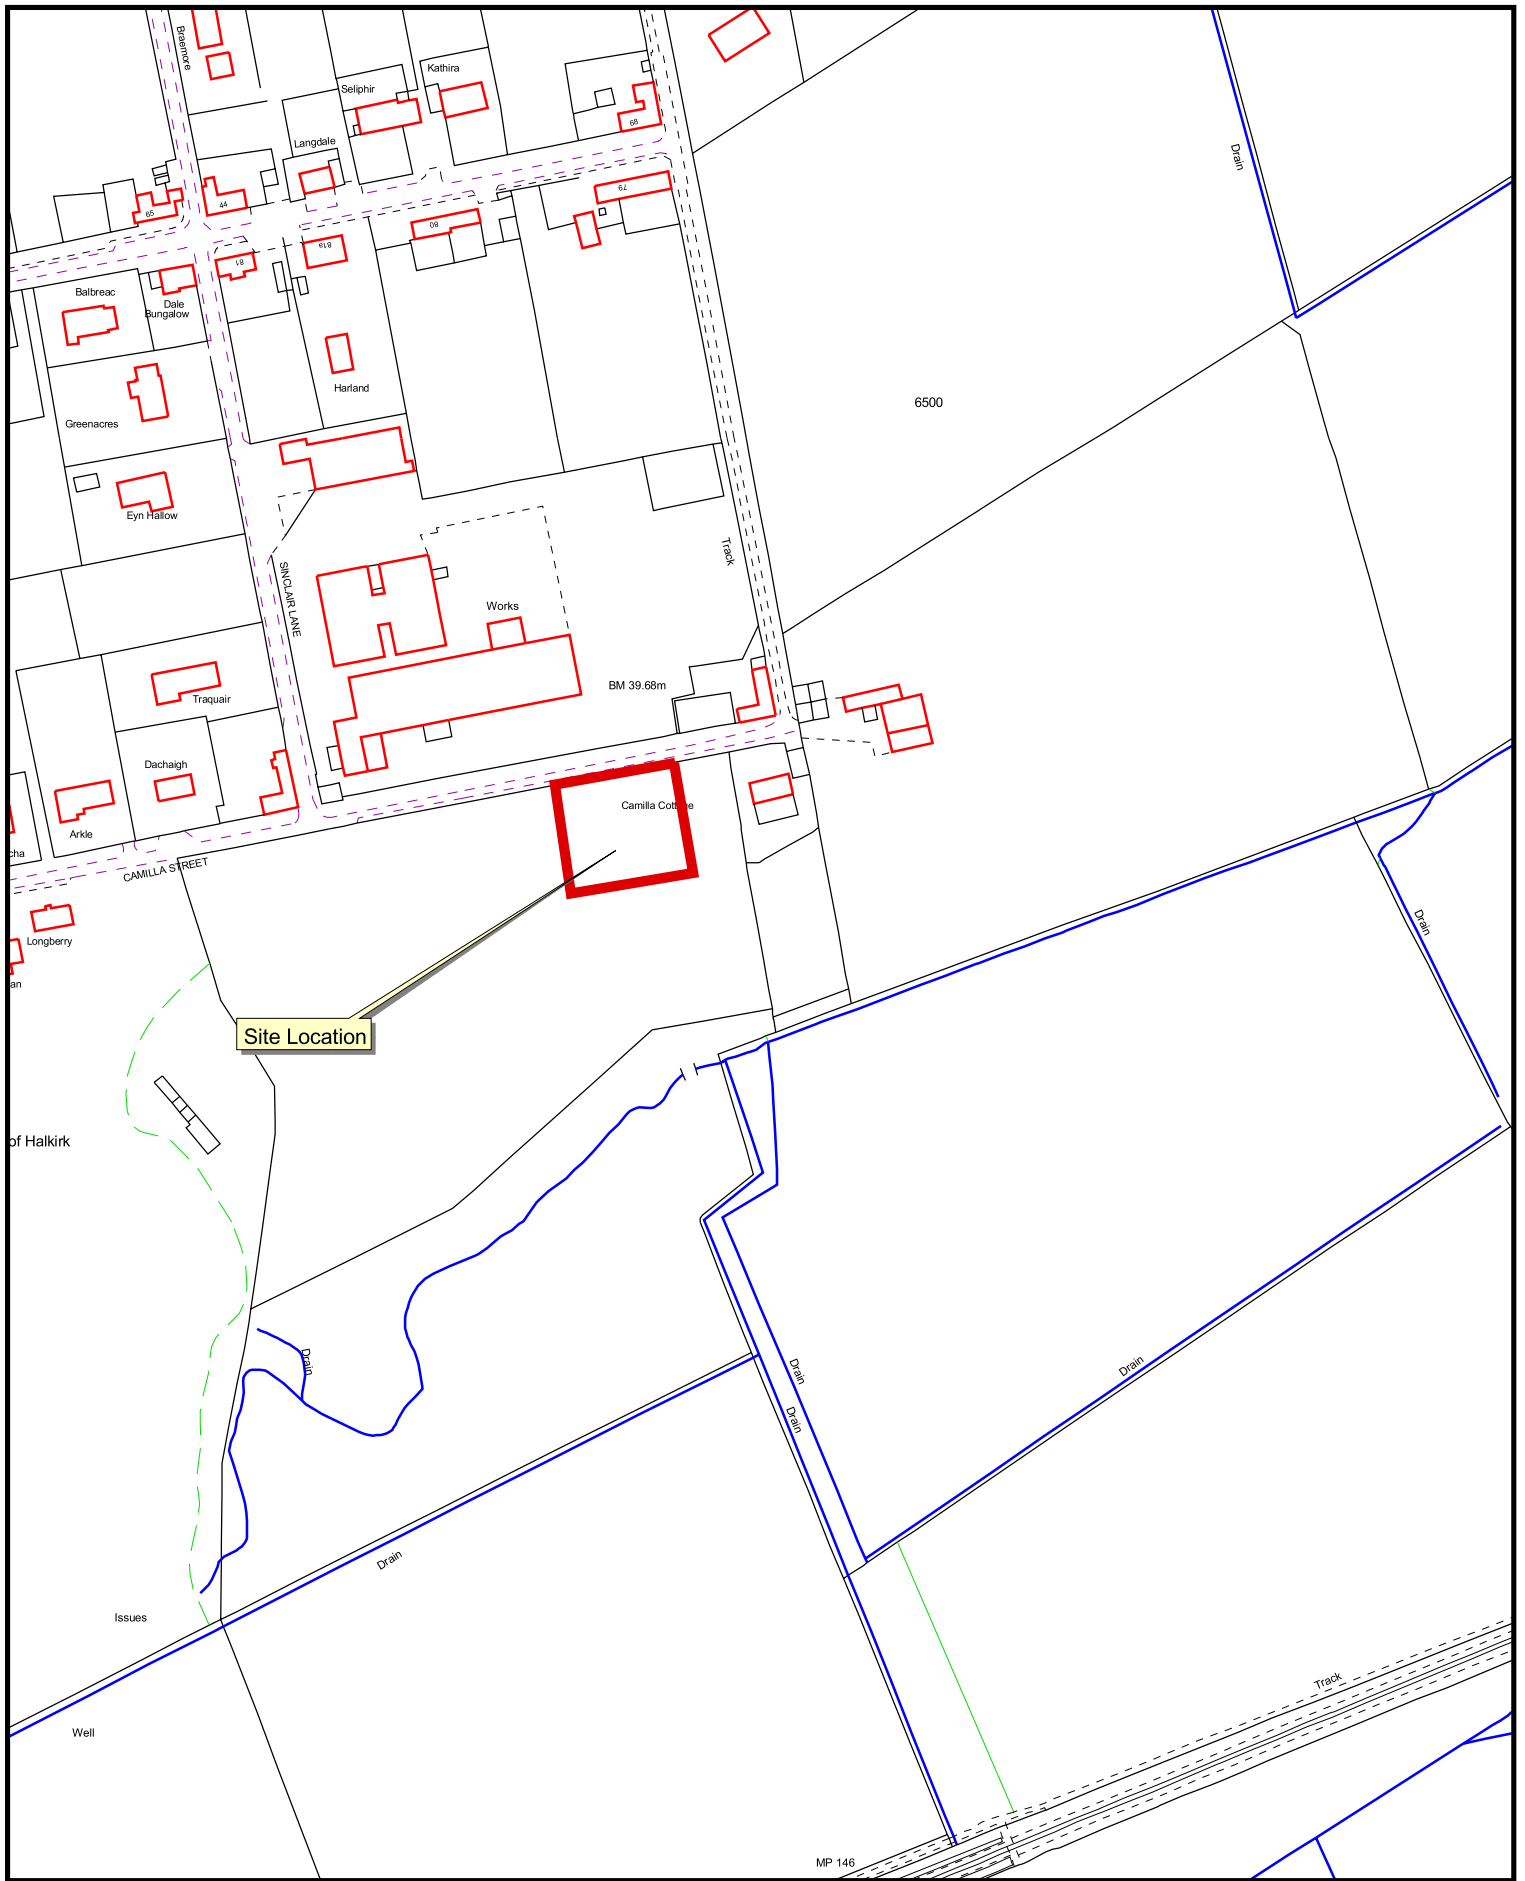 Braemore
Kathira
Seliphir
68
Langdale
Drain
79
65
44
80
81a
81
Balbreac
Dale
Bungalow
Harland
6500
Greenacres
Eyn Hallow
Track
SINCLAIR LANE
Works
BM 39.68m
Traquair
Dachaigh
Camilla Cottage
Arkle
cha
CAMILLA STREET
Drain
Longberry
an
Site Location
of Halkirk
Drain
Drain
Drain
Drain
Drain
Issues
Track
Well
MP 146